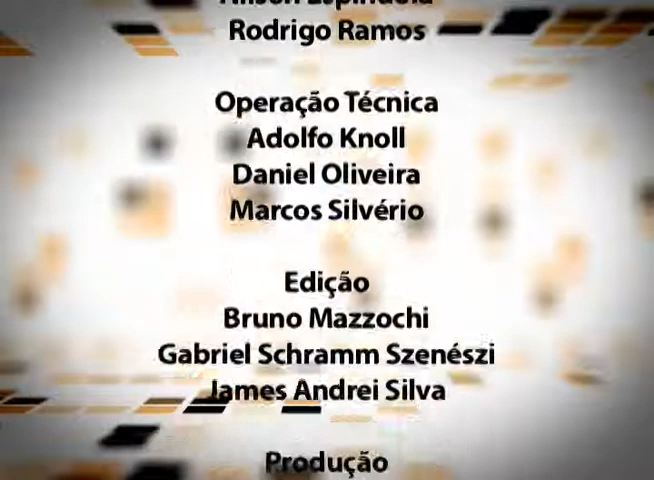 Rodrigo Ramos
Operação Técnica
Adolfo Knoll
Daniel Oliveira
Marcos Silvério
Edição
Bruno Mazzochi
Gabriel Schramm Szenészi
James Andrei Silva
Produção